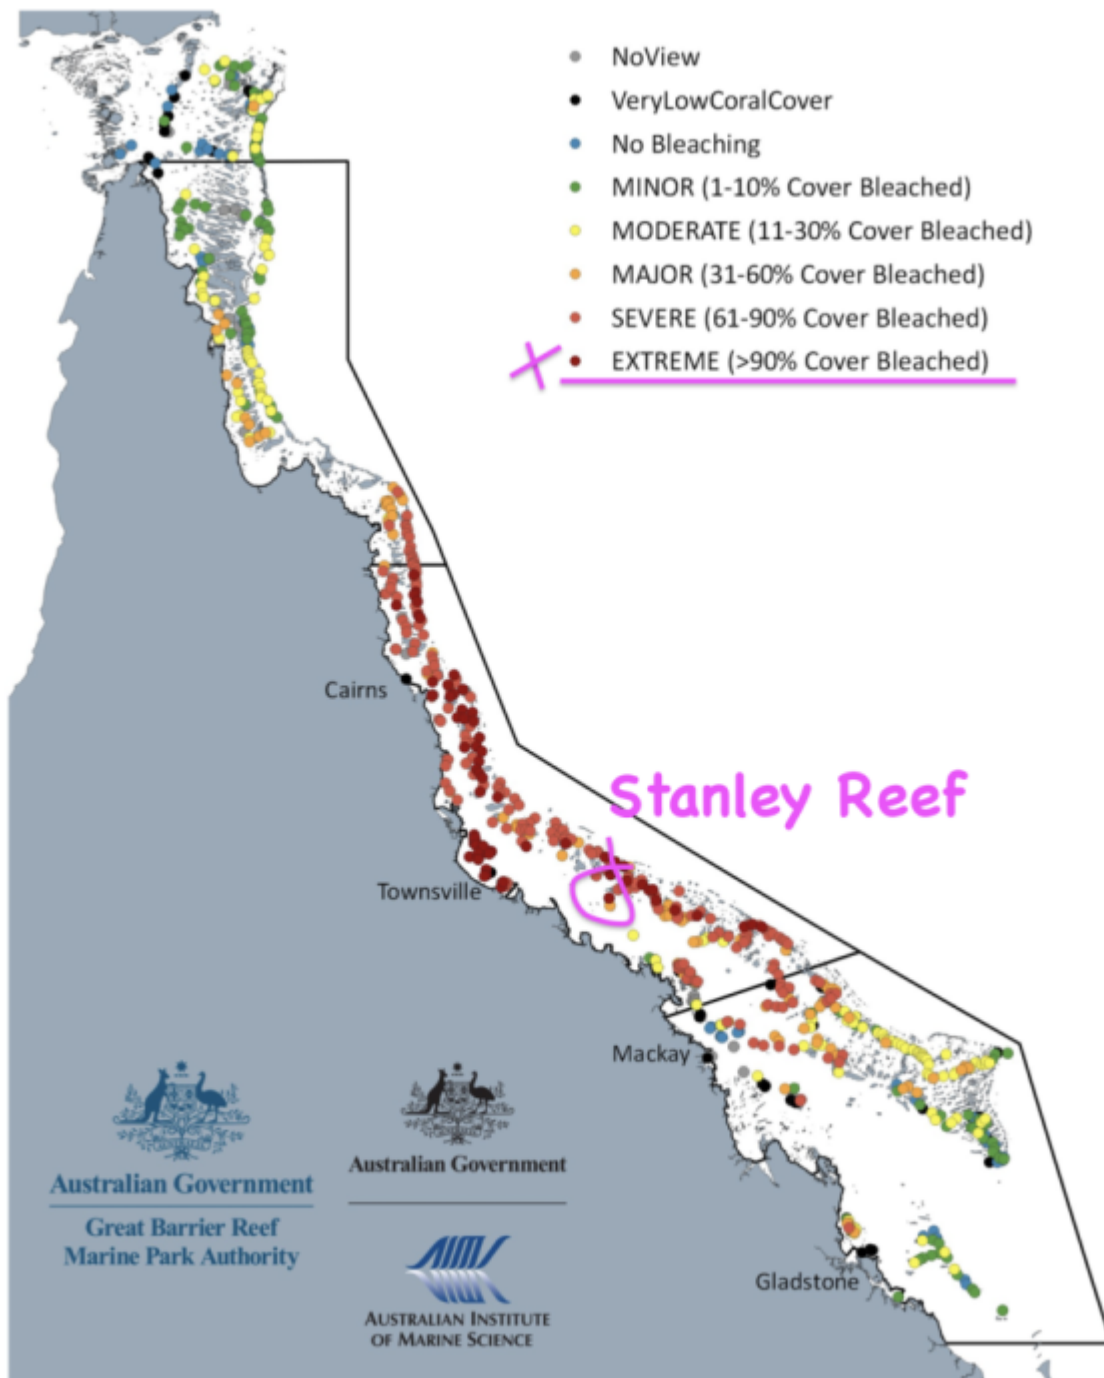 NoView
VeryLowCoralCover
No Bleaching
MINOR (1-10% Cover Bleached)
MODERATE (11-30% Cover Bleached)
MAJOR (31-60% Cover Bleached)
SEVERE (61-90% Cover Bleached)
EXTREME (>90% Cover Bleached)
Cairns
Stanley Reef
Townsville
Mackay
Australian Government
Great Barrier Reef
Marine Park Authority
Australian Government
AIMS
AUSTRALIAN INSTITUTE
OF MARINE SCIENCE
Gladstone